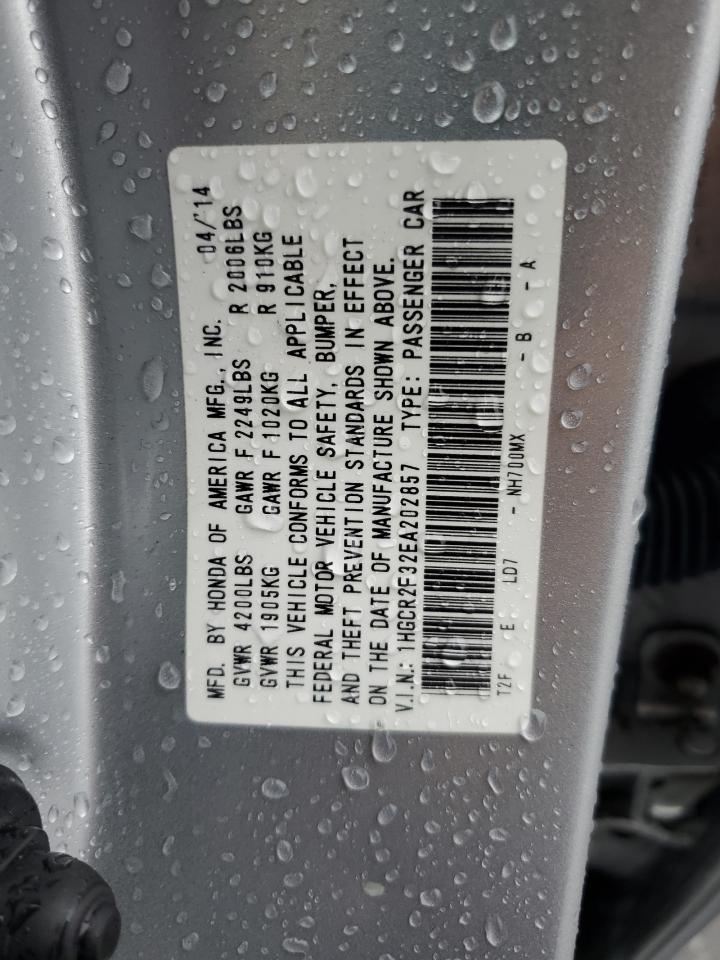 MFD. BY HONDA OF AMERICA MFG., INC. 04/'14
GVWR 4200LBS GAWR F 2249LBS R 2006LBS
GVWR 1905KG GAWR F 1020KG R 910KG
THIS VEHICLE CONFORMS TO ALL APPLICABLE
FEDERAL MOTOR VEHICLE SAFETY, BUMPER,
AND THEFT PREVENTION STANDARDS IN EFFECT
ON THE DATE OF MANUFACTURE SHOWN ABOVE.
V.I.N.: 1HGCR2F32EA202857 TYPE: PASSENGER CAR
T2F E LD7 - NH700MX - B - A